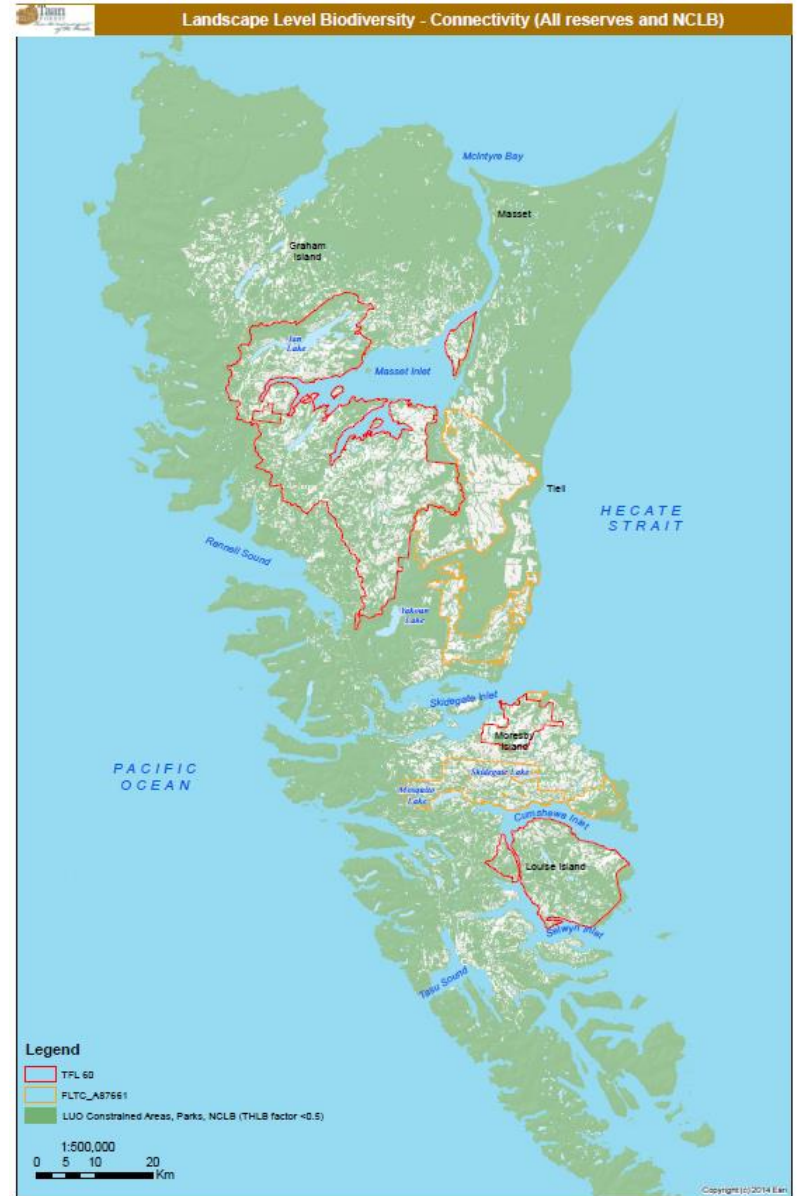 Taan
FOREST
Landscape Level Biodiversity - Connectivity (All reserves and NCLB)
McIntyre Bay
Masset
Graham
Island
Ian
Lake
Masset Inlet
Tlell
HECATE
STRAIT
Rennell Sound
Yakoun
Lake
Skidegate Inlet
Moresby
Island
PACIFIC
OCEAN
Skidegate Lake
Mosquito
Lake
Cumshewa Inlet
Louise Island
Selwyn Inlet
Tasu Sound
Legend
TFL 60
FLTC_A87661
LUO Constrained Areas, Parks, NCLB (THLB factor <0.5)
1:500,000
0 5 10 20
Km
Copyright:(c) 2014 Esri